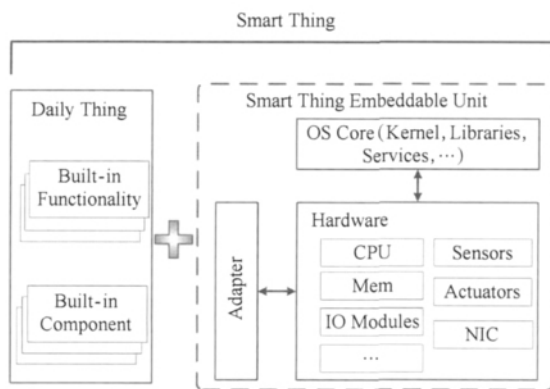 Smart Thing
Daily Thing
Built-in
Functionality
Built-in
Component
Smart Thing Embeddable Unit
OS Core(Kernel, Libraries,
Services, …)
Adapter
Hardware
CPU
Mem
IO Modules
…
Sensors
Actuators
NIC